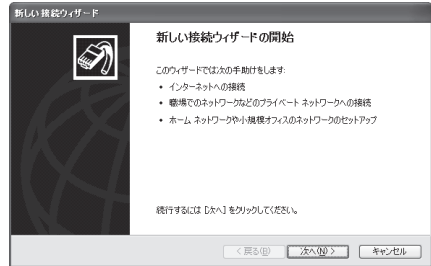 新しい接続ウィザード
新しい接続ウィザードの開始
このウィザードでは次の手助けをします:
• インターネットへの接続
• 職場でのネットワークなどのプライベート ネットワークへの接続
• ホーム ネットワークや小規模オフィスのネットワークのセットアップ
続行するには [次へ] をクリックしてください。
< 戻る(B) 次へ(N) > キャンセル